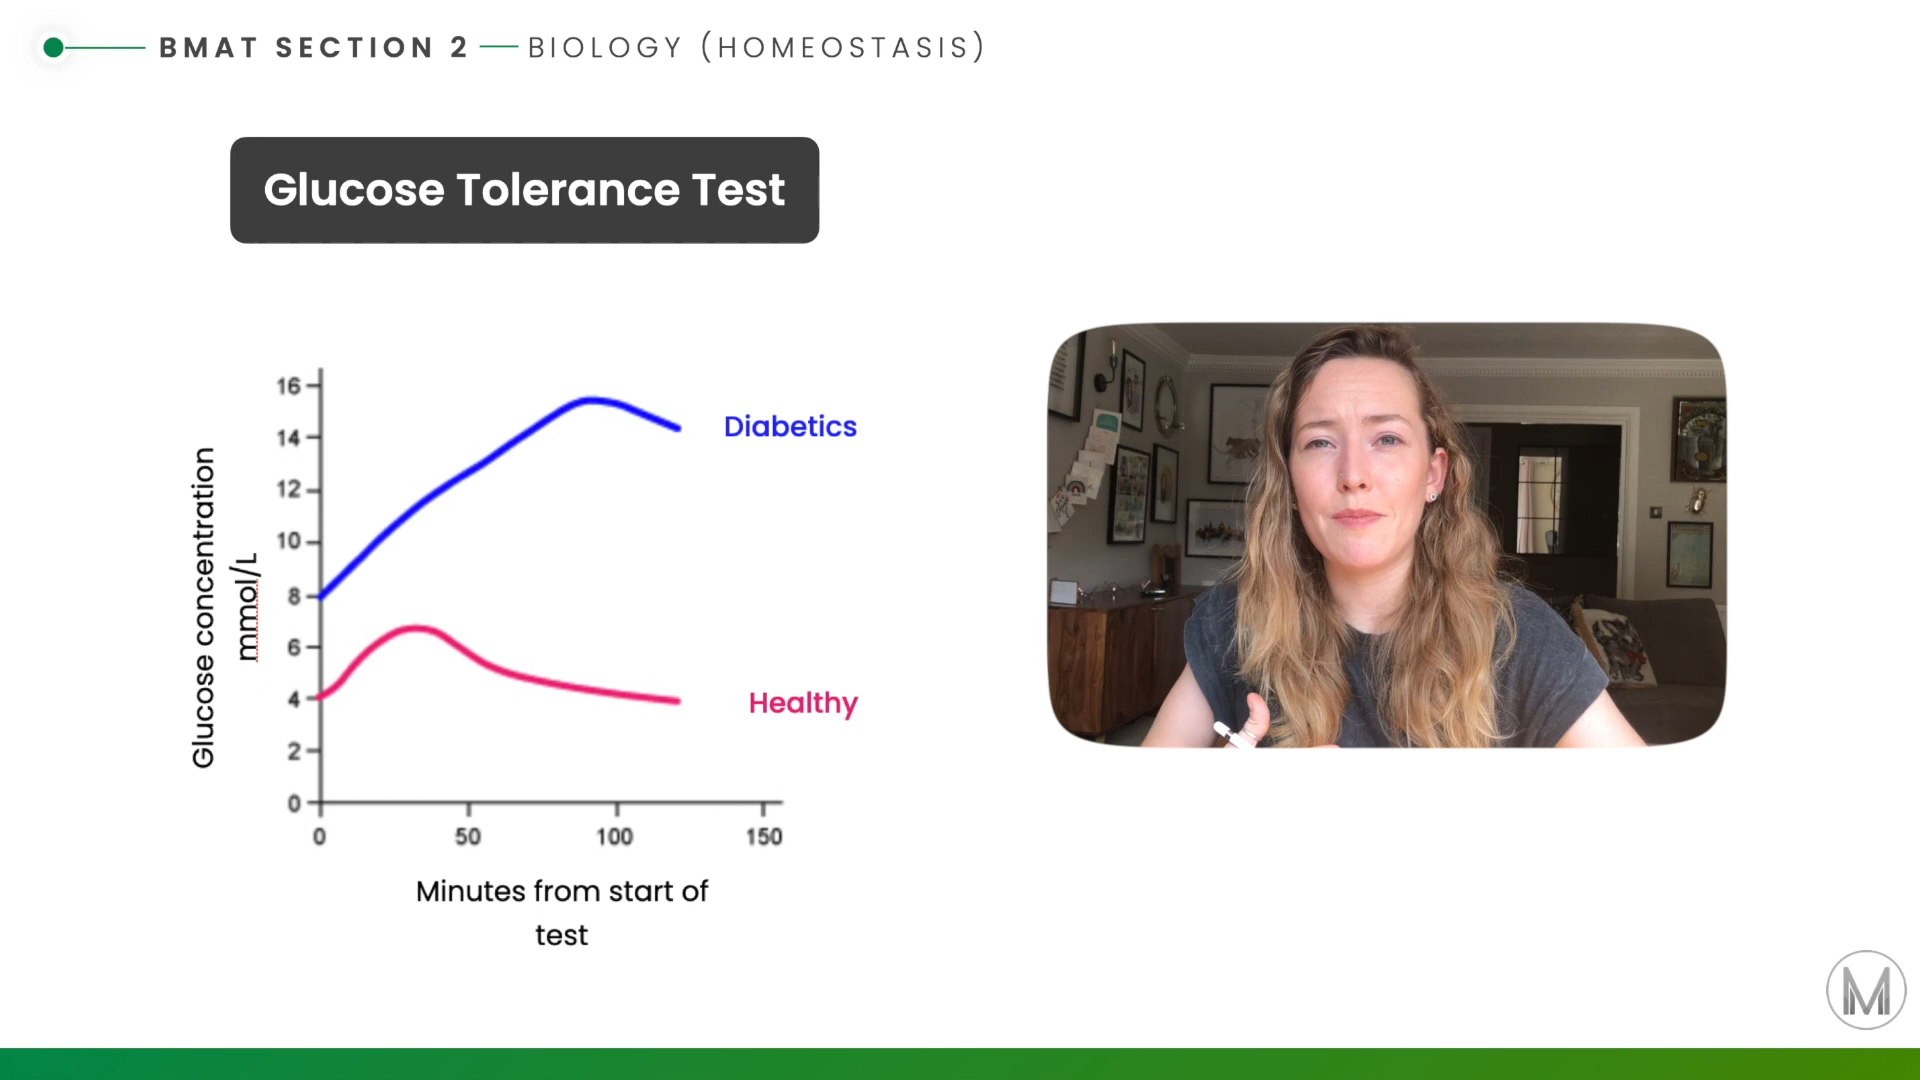 BMAT SECTION 2 — BIOLOGY (HOMEOSTASIS)
Glucose Tolerance Test
Glucose concentration
mmol/L
16
14
12
10
8
6
4
2
0
0 50 100 150
Minutes from start of
test
Diabetics
Healthy
M